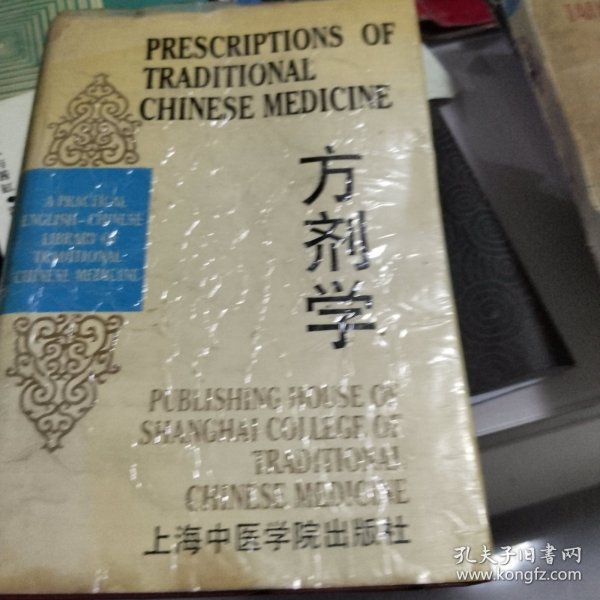 PRESCRIPTIONS OF
TRADITIONAL
CHINESE MEDICINE
方剂学
A PRACTICAL
ENGLISH-CHINESE
LIBRARY OF
TRADITIONAL
CHINESE MEDICINE
PUBLISHING HOUSE OF
SHANGHAI COLLEGE OF
TRADITIONAL
CHINESE MEDICINE
上海中医学院出版社
孔夫子旧书网
www.kongfz.com